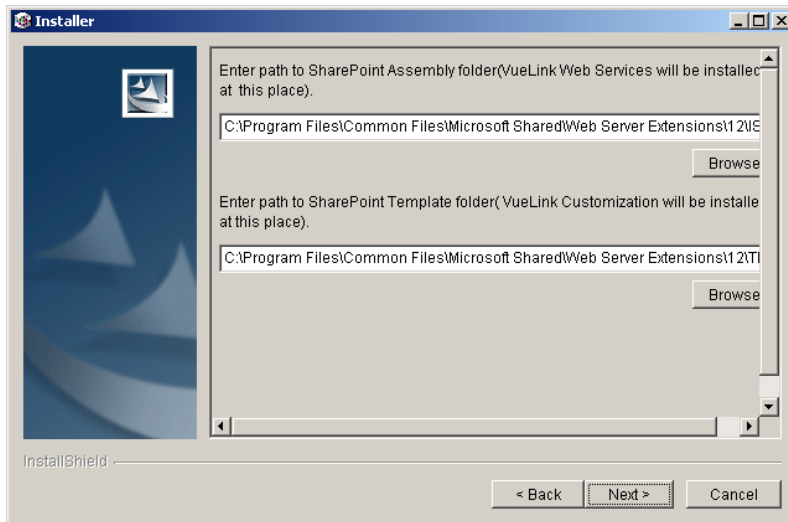 Installer
Enter path to SharePoint Assembly folder(VueLink Web Services will be installed
at this place).
C:\Program Files\Common Files\Microsoft Shared\Web Server Extensions\12\IS
Browse
Enter path to SharePoint Template folder( VueLink Customization will be installe
at this place).
C:\Program Files\Common Files\Microsoft Shared\Web Server Extensions\12\TI
Browse
InstallShield
< Back Next > Cancel